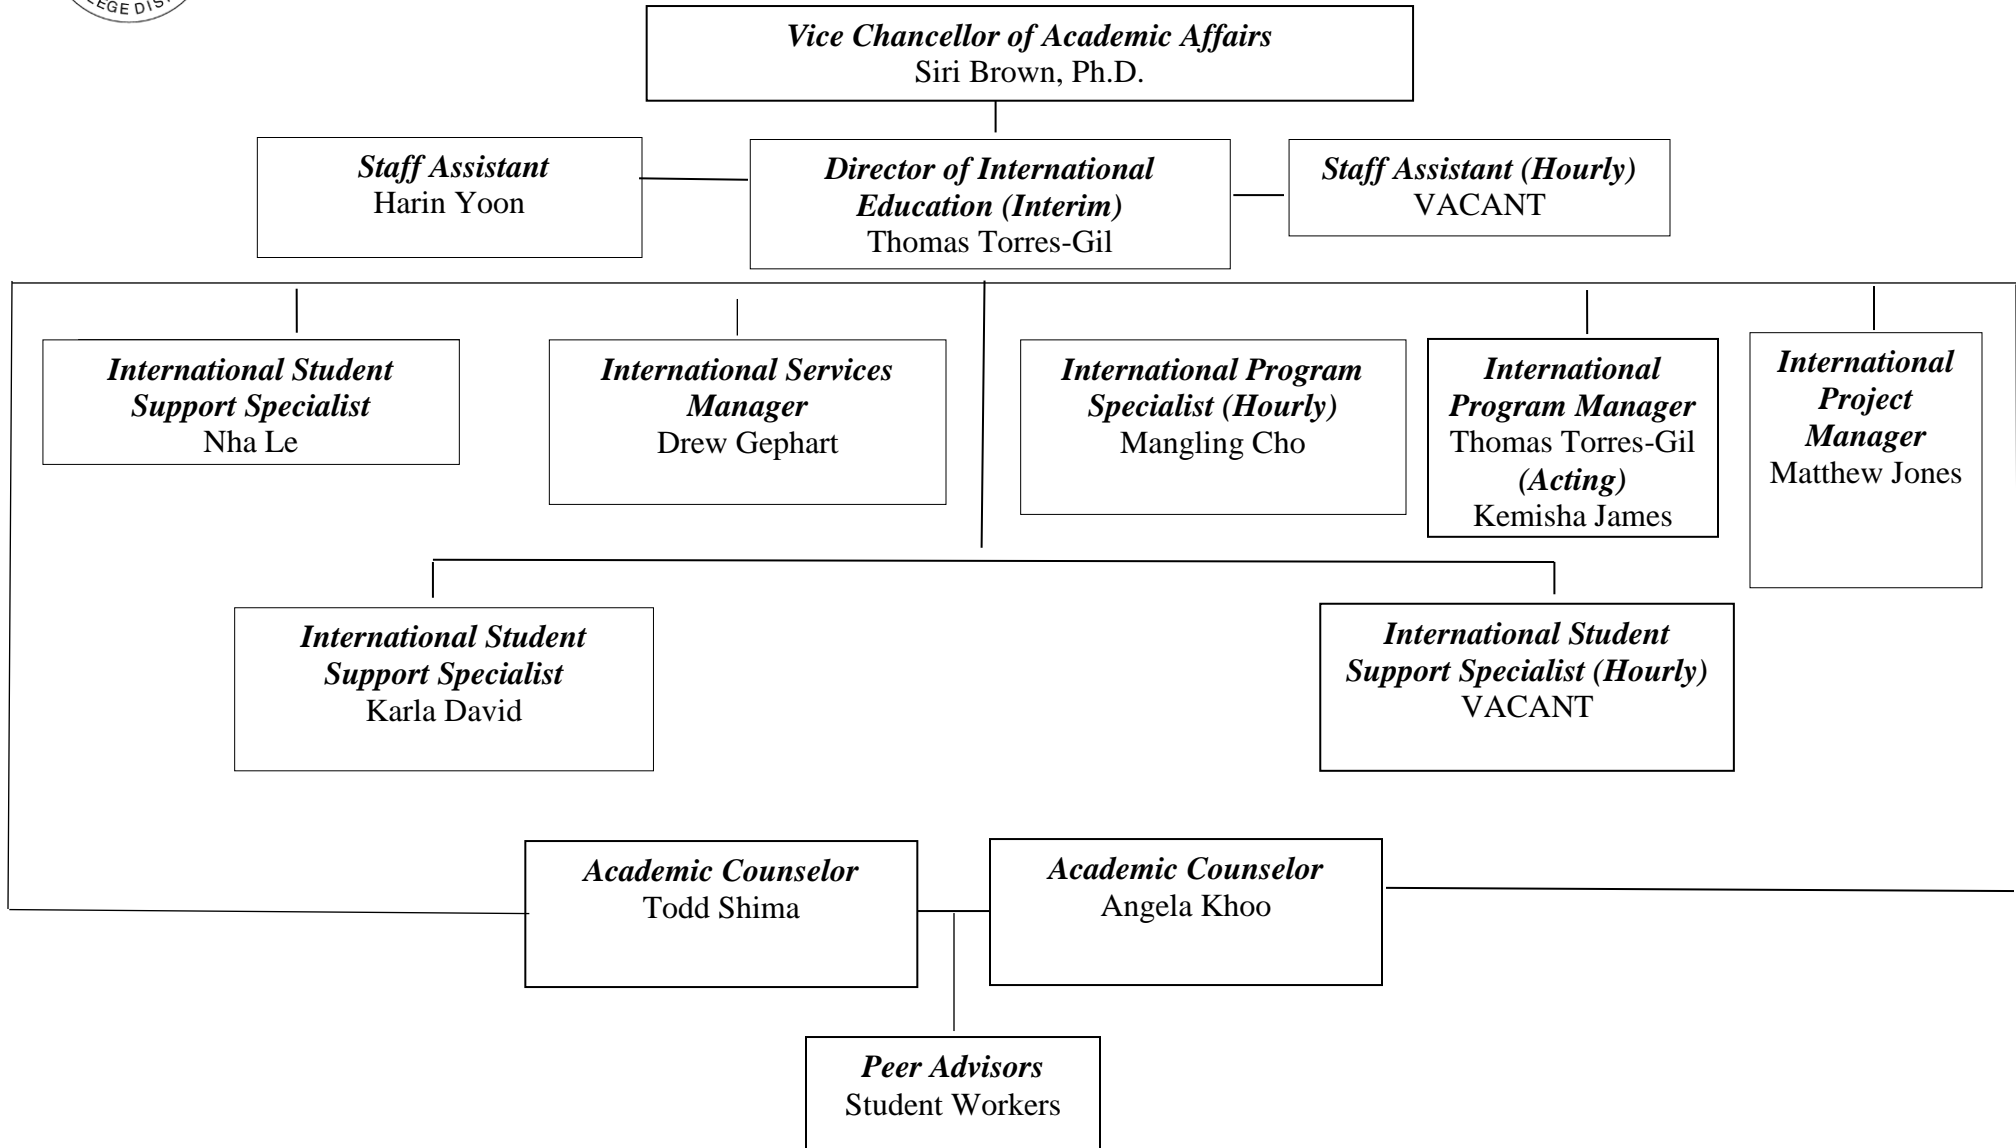 Vice Chancellor of Academic Affairs
Siri Brown, Ph.D.
Staff Assistant
Harin Yoon
Director of International
Education (Interim)
Thomas Torres-Gil
Staff Assistant (Hourly)
VACANT
International Student
Support Specialist
Nha Le
International Services
Manager
Drew Gephart
International Program
Specialist (Hourly)
Mangling Cho
International
Program Manager
Thomas Torres-Gil
(Acting)
Kemisha James
International
Project
Manager
Matthew Jones
International Student
Support Specialist
Karla David
International Student
Support Specialist (Hourly)
VACANT
Academic Counselor
Todd Shima
Academic Counselor
Angela Khoo
Peer Advisors
Student Workers